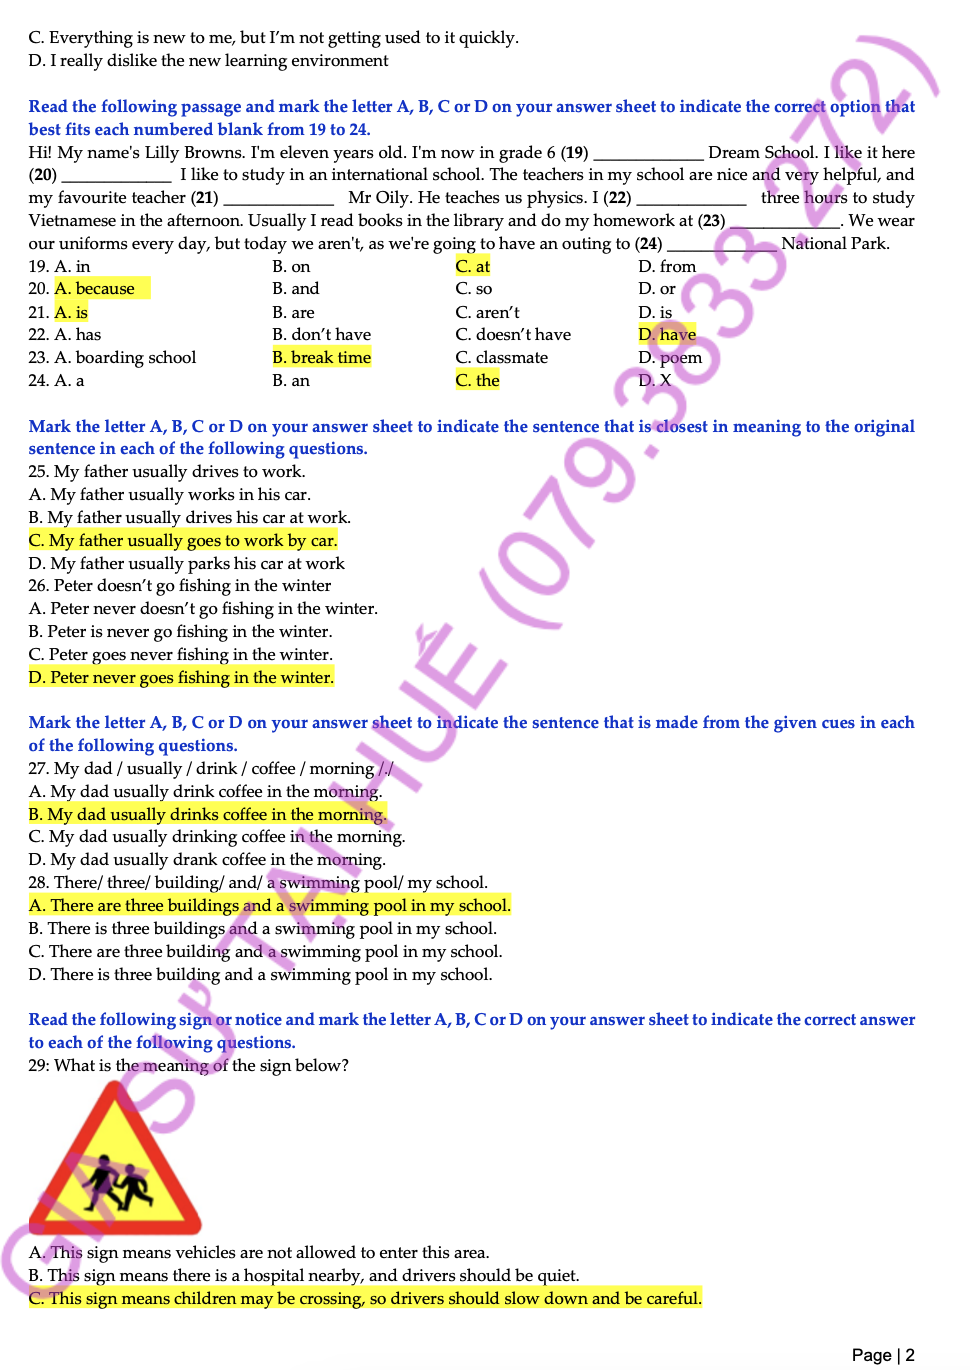 C. Everything is new to me, but I'm not getting used to it quickly.
D. I really dislike the new learning environment
Read the following passage and mark the letter A, B, C or D on your answer sheet to indicate the correct option that
best fits each numbered blank from 19 to 24.
Hi! My name's Lilly Browns. I'm eleven years old. I'm now in grade 6 (19) _____________ Dream School. I like it here
(20) _____________ I like to study in an international school. The teachers in my school are nice and very helpful, and
my favourite teacher (21) _____________ Mr Oily. He teaches us physics. I (22) _____________ three hours to study
Vietnamese in the afternoon. Usually I read books in the library and do my homework at (23) _____________. We wear
our uniforms every day, but today we aren't, as we're going to have an outing to (24) _____________ National Park.
19. A. in B. on C. at D. from
20. A. because B. and C. so D. or
21. A. is B. are C. aren't D. is
22. A. has B. don't have C. doesn't have D. have
23. A. boarding school B. break time C. classmate D. poem
24. A. a B. an C. the D. X
Mark the letter A, B, C or D on your answer sheet to indicate the sentence that is closest in meaning to the original
sentence in each of the following questions.
25. My father usually drives to work.
A. My father usually works in his car.
B. My father usually drives his car at work.
C. My father usually goes to work by car.
D. My father usually parks his car at work
26. Peter doesn't go fishing in the winter
A. Peter never doesn't go fishing in the winter.
B. Peter is never go fishing in the winter.
C. Peter goes never fishing in the winter.
D. Peter never goes fishing in the winter.
Mark the letter A, B, C or D on your answer sheet to indicate the sentence that is made from the given cues in each
of the following questions.
27. My dad / usually / drink / coffee / morning /./
A. My dad usually drink coffee in the morning.
B. My dad usually drinks coffee in the morning.
C. My dad usually drinking coffee in the morning.
D. My dad usually drank coffee in the morning.
28. There/ three/ building/ and/ a swimming pool/ my school.
A. There are three buildings and a swimming pool in my school.
B. There is three buildings and a swimming pool in my school.
C. There are three building and a swimming pool in my school.
D. There is three building and a swimming pool in my school.
Read the following sign or notice and mark the letter A, B, C or D on your answer sheet to indicate the correct answer
to each of the following questions.
29: What is the meaning of the sign below?
A. This sign means vehicles are not allowed to enter this area.
B. This sign means there is a hospital nearby, and drivers should be quiet.
C. This sign means children may be crossing, so drivers should slow down and be careful.
Page | 2
GIA SƯ TẠI HUẾ (079.3833.272)